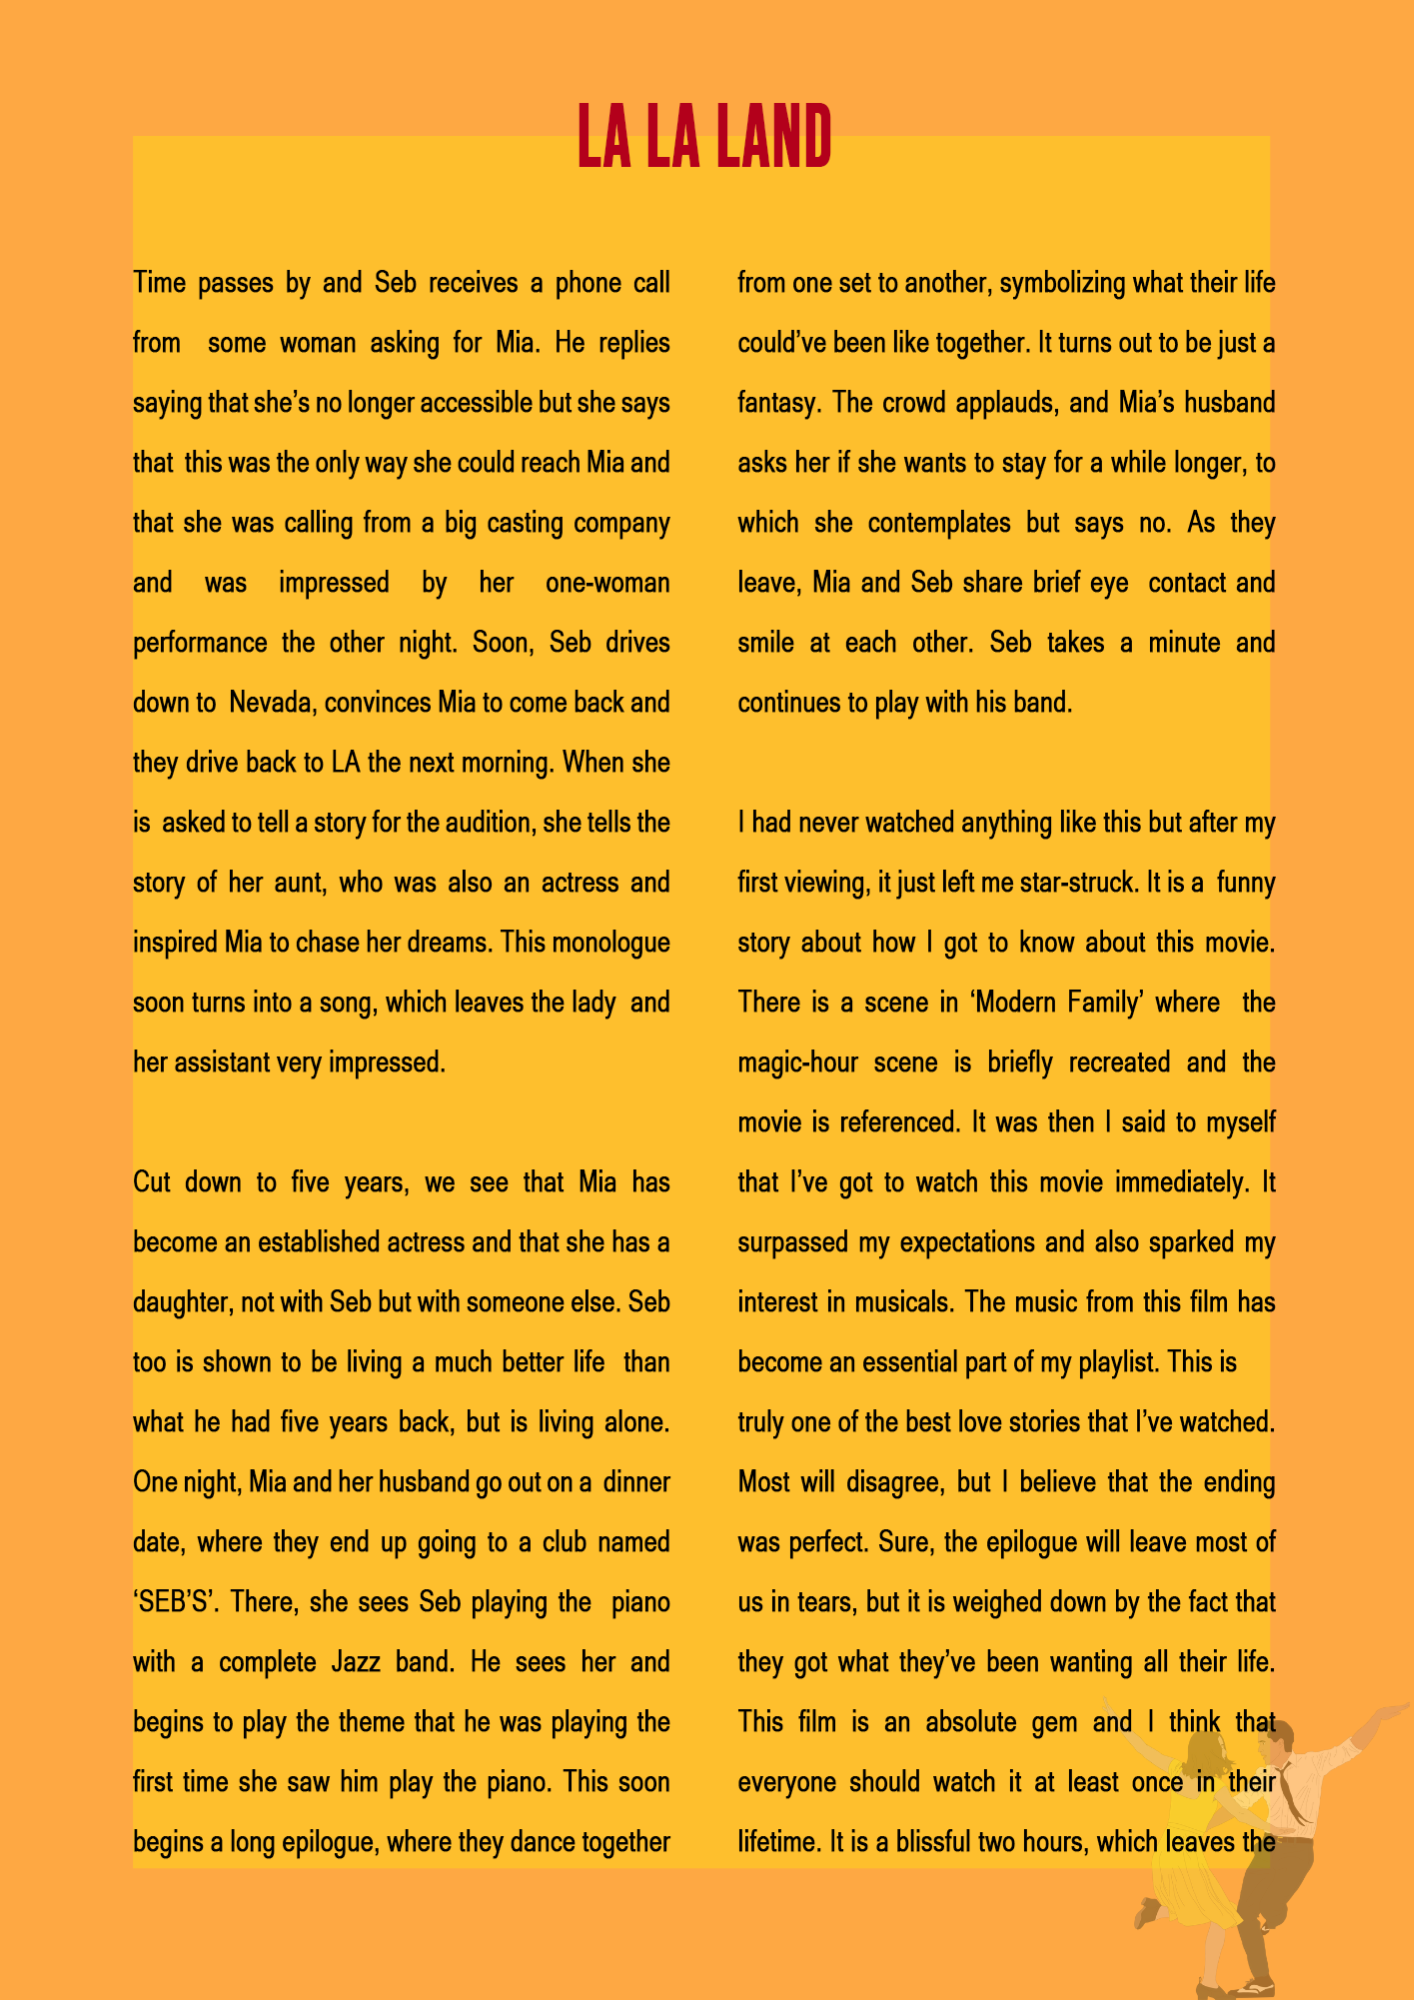 LA LA LAND
Time passes by and Seb receives a phone call
from some woman asking for Mia. He replies
saying that she's no longer accessible but she says
that this was the only way she could reach Mia and
that she was calling from a big casting company
and was impressed by her one-woman
performance the other night. Soon, Seb drives
down to Nevada, convinces Mia to come back and
they drive back to LA the next morning. When she
is asked to tell a story for the audition, she tells the
story of her aunt, who was also an actress and
inspired Mia to chase her dreams. This monologue
soon turns into a song, which leaves the lady and
her assistant very impressed.
Cut down to five years, we see that Mia has
become an established actress and that she has a
daughter, not with Seb but with someone else. Seb
too is shown to be living a much better life than
what he had five years back, but is living alone.
One night, Mia and her husband go out on a dinner
date, where they end up going to a club named
‘SEB’S’. There, she sees Seb playing the piano
with a complete Jazz band. He sees her and
begins to play the theme that he was playing the
first time she saw him play the piano. This soon
begins a long epilogue, where they dance together
from one set to another, symbolizing what their life
could’ve been like together. It turns out to be just a
fantasy. The crowd applauds, and Mia’s husband
asks her if she wants to stay for a while longer, to
which she contemplates but says no. As they
leave, Mia and Seb share brief eye contact and
smile at each other. Seb takes a minute and
continues to play with his band.
I had never watched anything like this but after my
first viewing, it just left me star-struck. It is a funny
story about how I got to know about this movie.
There is a scene in ‘Modern Family’ where the
magic-hour scene is briefly recreated and the
movie is referenced. It was then I said to myself
that I’ve got to watch this movie immediately. It
surpassed my expectations and also sparked my
interest in musicals. The music from this film has
become an essential part of my playlist. This is
truly one of the best love stories that I’ve watched.
Most will disagree, but I believe that the ending
was perfect. Sure, the epilogue will leave most of
us in tears, but it is weighed down by the fact that
they got what they’ve been wanting all their life.
This film is an absolute gem and I think that
everyone should watch it at least once in their
lifetime. It is a blissful two hours, which leaves the